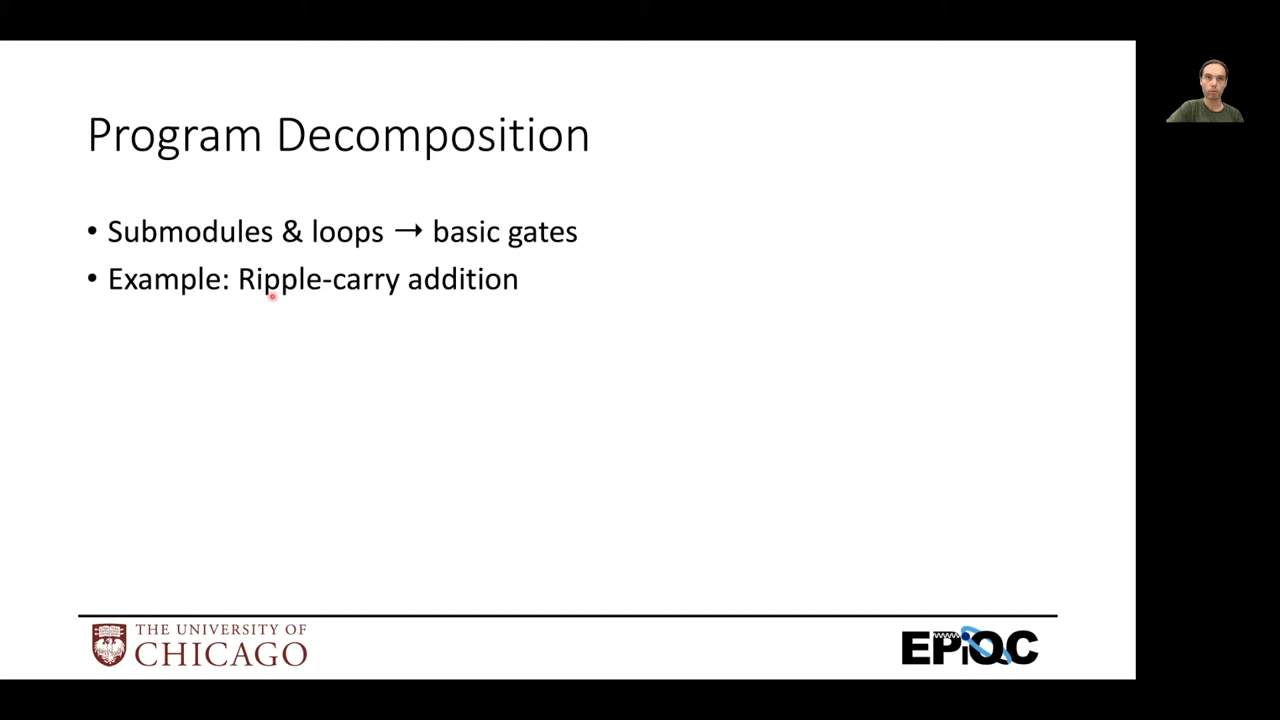 Program Decomposition
• Submodules & loops → basic gates
• Example: Ripple-carry addition
THE UNIVERSITY OF
CHICAGO
EPiQC